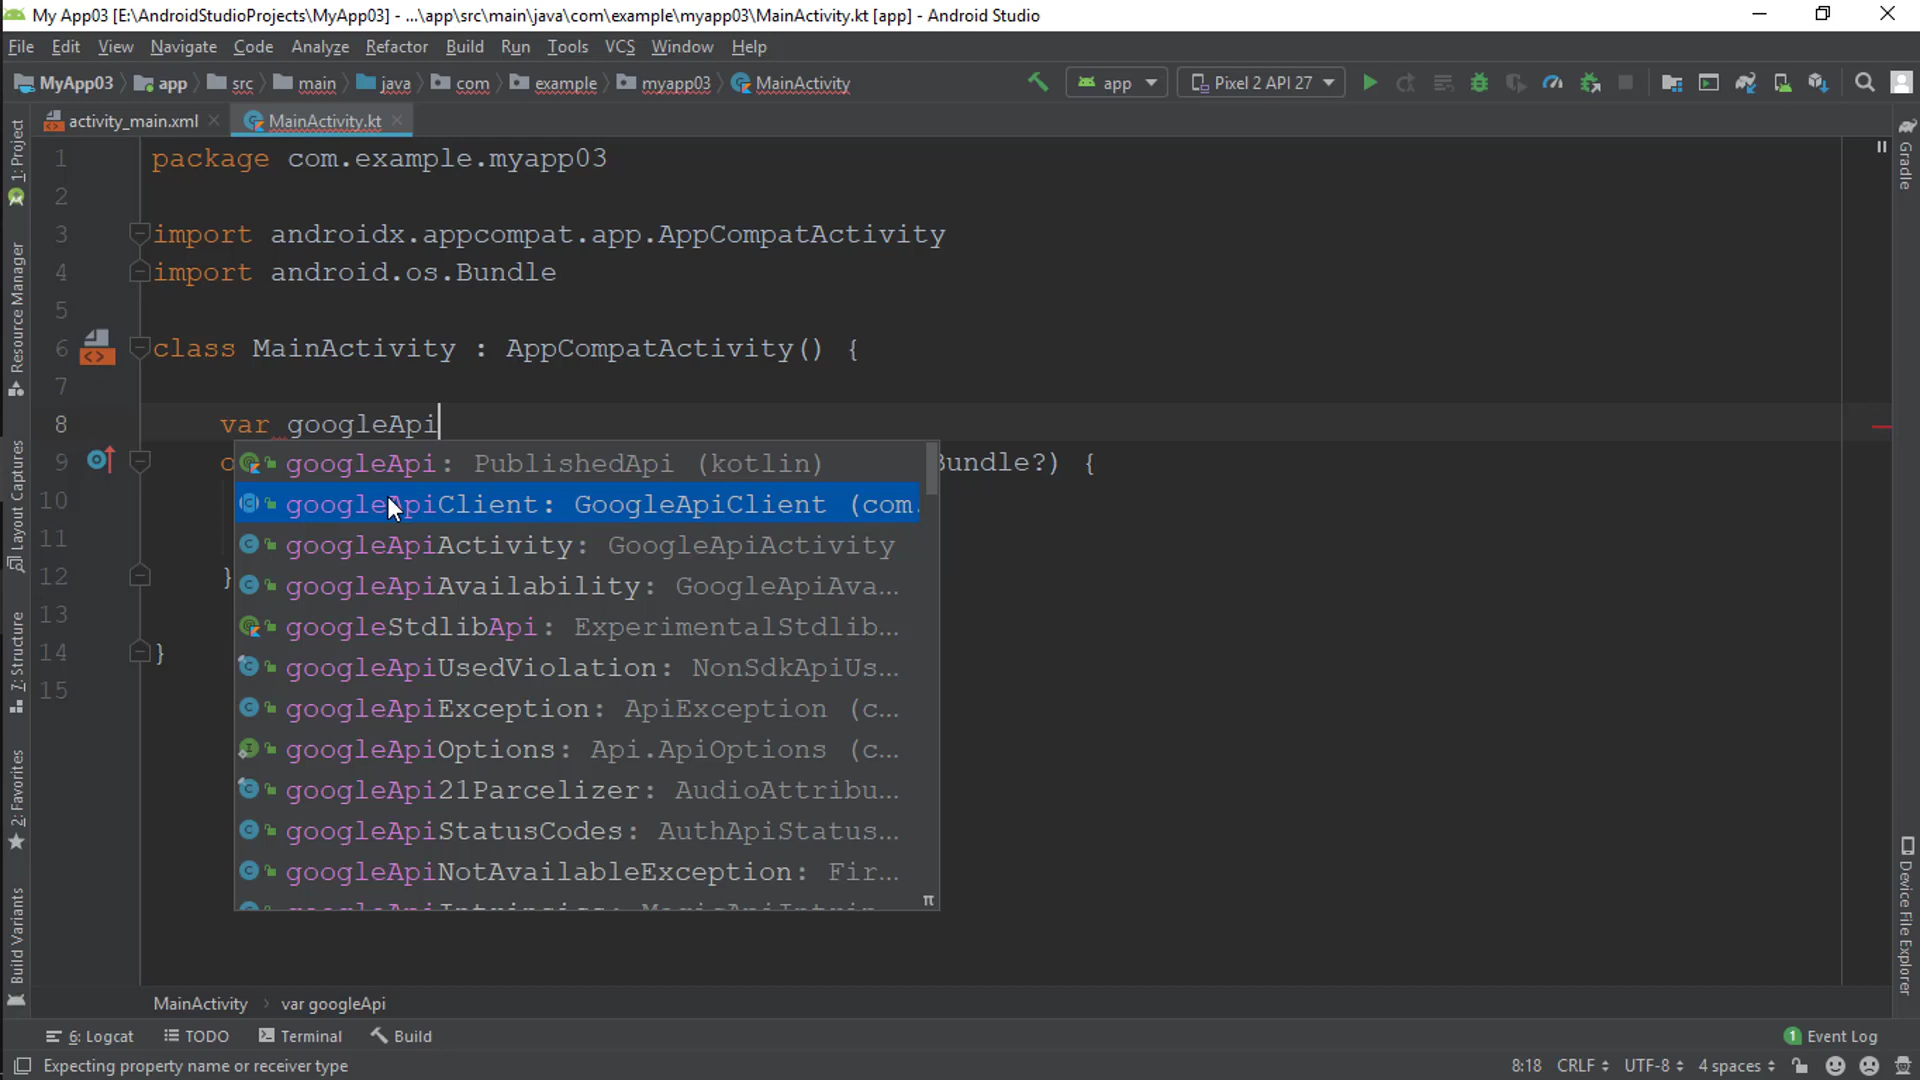 My App03 [E:\AndroidStudioProjects\MyApp03] - ...\app\src\main\java\com\example\myapp03\MainActivity.kt [app] - Android Studio
File Edit View Navigate Code Analyze Refactor Build Run Tools VCS Window Help
MyApp03 app src main java com example myapp03 MainActivity app Pixel 2 API 27
activity_main.xml MainActivity.kt
1 package com.example.myapp03
2
3 import androidx.appcompat.app.AppCompatActivity
4 import android.os.Bundle
5
6 class MainActivity : AppCompatActivity() {
7
8 var googleApi
9 o Bundle?) {
10
11
12 }
13
14 }
15
googleApi: PublishedApi (kotlin)
googleApiClient: GoogleApiClient (com.
googleApiActivity: GoogleApiActivity
googleApiAvailability: GoogleApiAva...
googleStdlibApi: ExperimentalStdlib...
googleApiUsedViolation: NonSdkApiUs...
googleApiException: ApiException (c...
googleApiOptions: Api.ApiOptions (c...
googleApi21Parcelizer: AudioAttribu...
googleApiStatusCodes: AuthApiStatus...
googleApiNotAvailableException: Fir...
π
1: Project
Resource Manager
Layout Captures
7: Structure
2: Favorites
Build Variants
Gradle
Device File Explorer
MainActivity var googleApi
6: Logcat TODO Terminal Build 1 Event Log
Expecting property name or receiver type 8:18 CRLF UTF-8 4 spaces